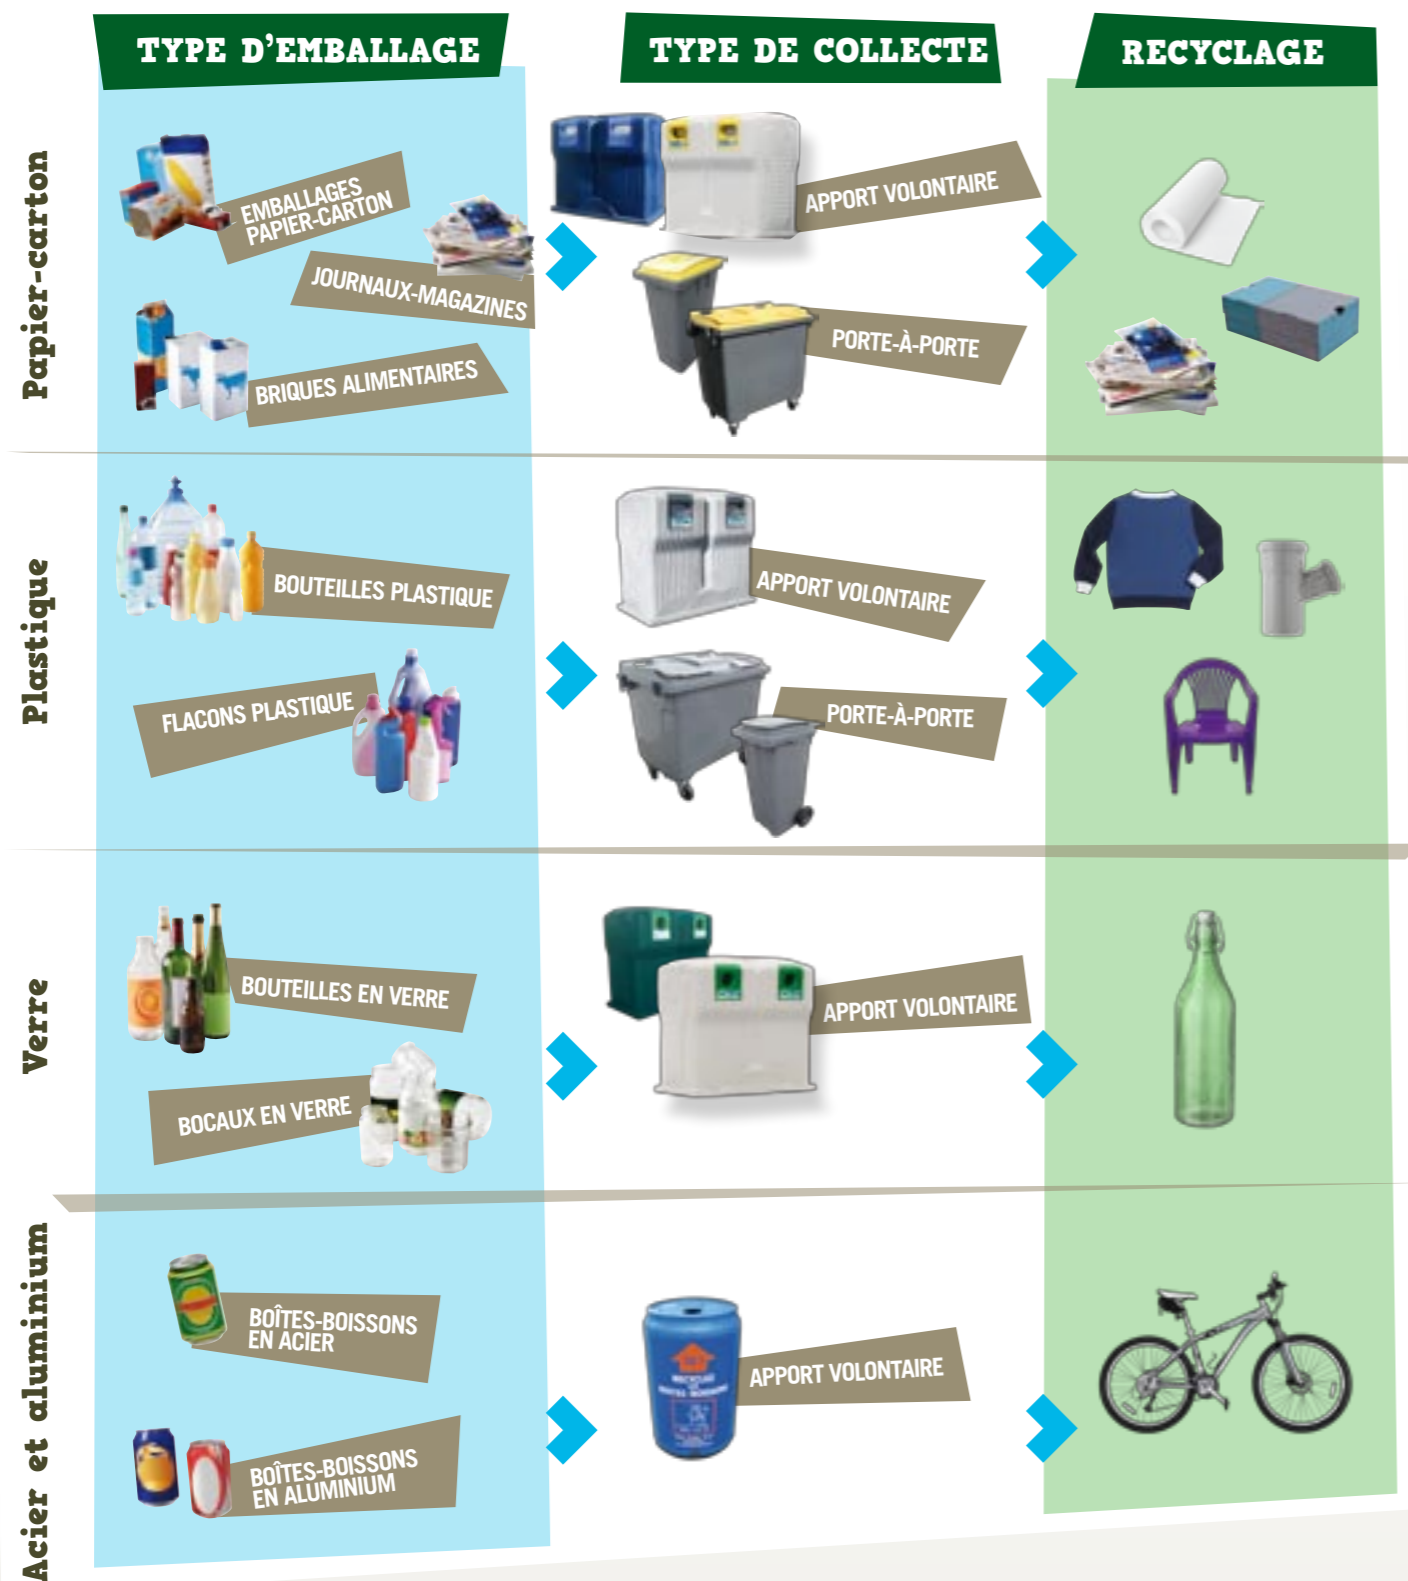 TYPE D'EMBALLAGE
TYPE DE COLLECTE
RECYCLAGE
Papier-carton
EMBALLAGES
PAPIER-CARTON
JOURNAUX-MAGAZINES
BRIQUES ALIMENTAIRES
APPORT VOLONTAIRE
PORTE-À-PORTE
Plastique
BOUTEILLES PLASTIQUE
FLACONS PLASTIQUE
APPORT VOLONTAIRE
PORTE-À-PORTE
Verre
BOUTEILLES EN VERRE
BOCAUX EN VERRE
APPORT VOLONTAIRE
Acier et aluminium
BOÎTES-BOISSONS
EN ACIER
BOÎTES-BOISSONS
EN ALUMINIUM
APPORT VOLONTAIRE